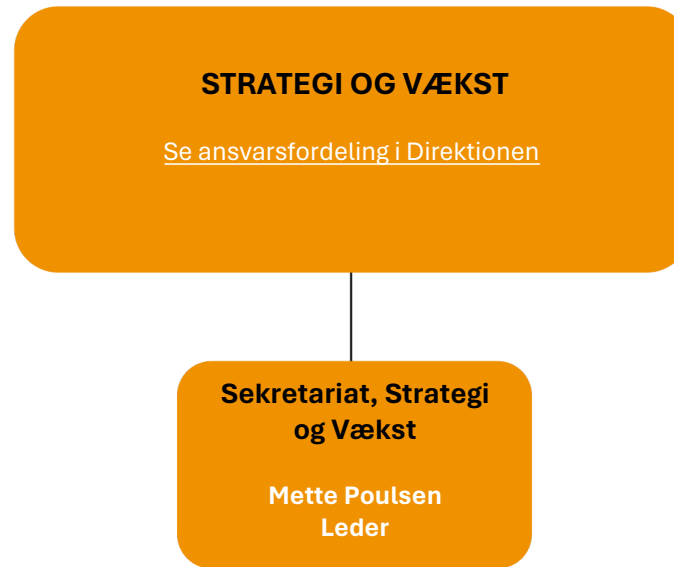 STRATEGI OG VÆKST
Se ansvarsfordeling i Direktionen
Sekretariat, Strategi
og Vækst
Mette Poulsen
Leder